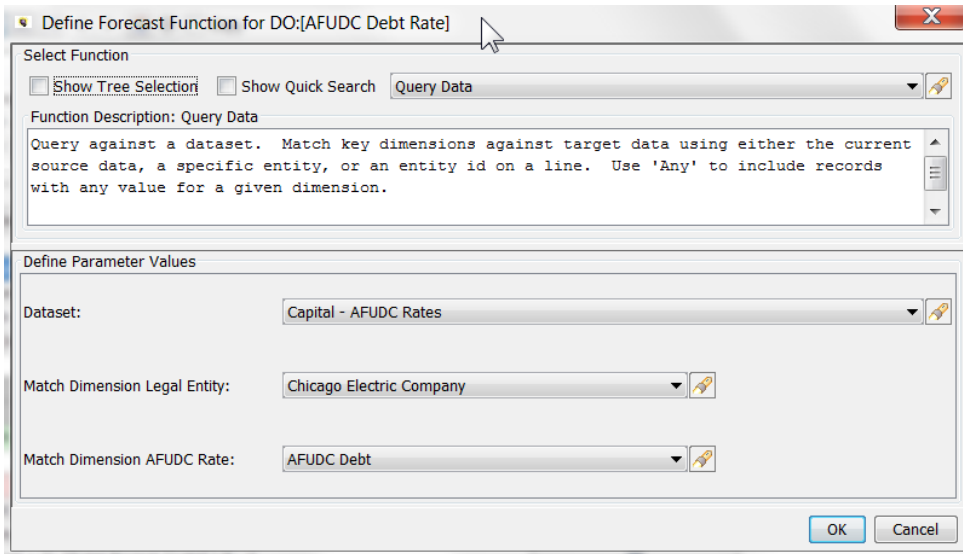 Define Forecast Function for DO:[AFUDC Debt Rate]
Select Function
Show Tree Selection Show Quick Search Query Data
Function Description: Query Data
Query against a dataset. Match key dimensions against target data using either the current
source data, a specific entity, or an entity id on a line. Use 'Any' to include records
with any value for a given dimension.
Define Parameter Values
Dataset: Capital - AFUDC Rates
Match Dimension Legal Entity: Chicago Electric Company
Match Dimension AFUDC Rate: AFUDC Debt
OK Cancel